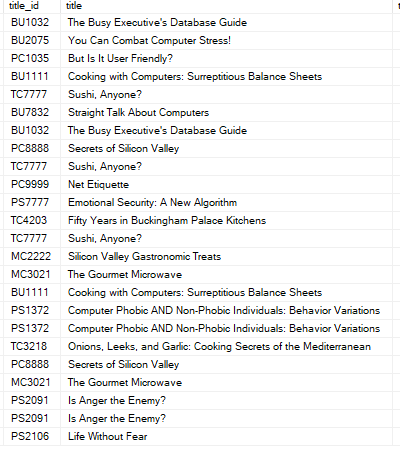 title_id title
BU1032 The Busy Executive's Database Guide
BU2075 You Can Combat Computer Stress!
PC1035 But Is It User Friendly?
BU1111 Cooking with Computers: Surreptitious Balance Sheets
TC7777 Sushi, Anyone?
BU7832 Straight Talk About Computers
BU1032 The Busy Executive's Database Guide
PC8888 Secrets of Silicon Valley
TC7777 Sushi, Anyone?
PC9999 Net Etiquette
PS7777 Emotional Security: A New Algorithm
TC4203 Fifty Years in Buckingham Palace Kitchens
TC7777 Sushi, Anyone?
MC2222 Silicon Valley Gastronomic Treats
MC3021 The Gourmet Microwave
BU1111 Cooking with Computers: Surreptitious Balance Sheets
PS1372 Computer Phobic AND Non-Phobic Individuals: Behavior Variations
PS1372 Computer Phobic AND Non-Phobic Individuals: Behavior Variations
TC3218 Onions, Leeks, and Garlic: Cooking Secrets of the Mediterranean
PC8888 Secrets of Silicon Valley
MC3021 The Gourmet Microwave
PS2091 Is Anger the Enemy?
PS2091 Is Anger the Enemy?
PS2106 Life Without Fear